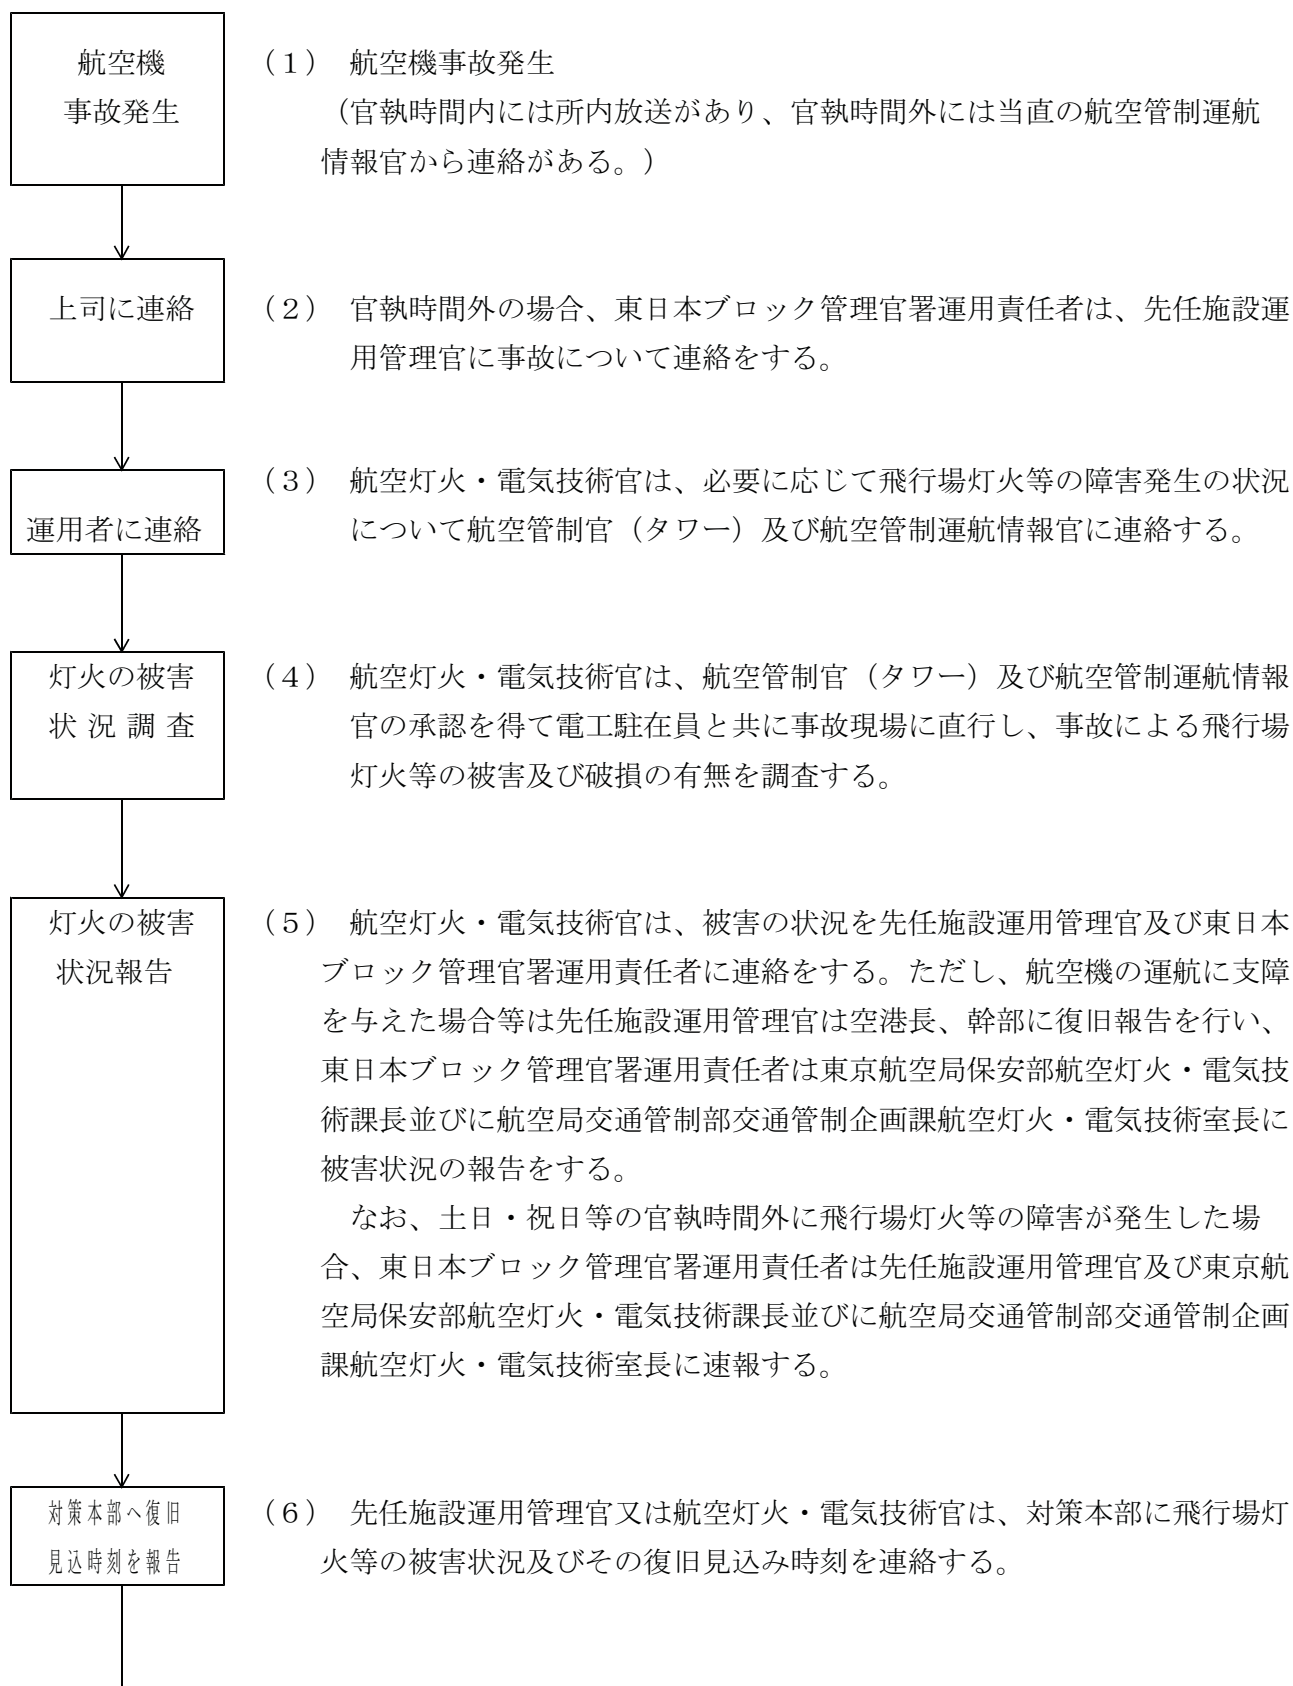 航空機
事故発生
（１） 航空機事故発生
（官執時間内には所内放送があり、官執時間外には当直の航空管制運航
情報官から連絡がある。）
上司に連絡
（２） 官執時間外の場合、東日本ブロック管理官署運用責任者は、先任施設運
用管理官に事故について連絡をする。
運用者に連絡
（３） 航空灯火・電気技術官は、必要に応じて飛行場灯火等の障害発生の状況
について航空管制官（タワー）及び航空管制運航情報官に連絡する。
灯火の被害
状 況 調 査
（４） 航空灯火・電気技術官は、航空管制官（タワー）及び航空管制運航情報
官の承認を得て電工駐在員と共に事故現場に直行し、事故による飛行場
灯火等の被害及び破損の有無を調査する。
灯火の被害
状況報告
（５） 航空灯火・電気技術官は、被害の状況を先任施設運用管理官及び東日本
ブロック管理官署運用責任者に連絡をする。ただし、航空機の運航に支障
を与えた場合等は先任施設運用管理官は空港長、幹部に復旧報告を行い、
東日本ブロック管理官署運用責任者は東京航空局保安部航空灯火・電気技
術課長並びに航空局交通管制部交通管制企画課航空灯火・電気技術室長に
被害状況の報告をする。
なお、土日・祝日等の官執時間外に飛行場灯火等の障害が発生した場
合、東日本ブロック管理官署運用責任者は先任施設運用管理官及び東京航
空局保安部航空灯火・電気技術課長並びに航空局交通管制部交通管制企画
課航空灯火・電気技術室長に速報する。
対策本部へ復旧
見込時刻を報告
（６） 先任施設運用管理官又は航空灯火・電気技術官は、対策本部に飛行場灯
火等の被害状況及びその復旧見込み時刻を連絡する。